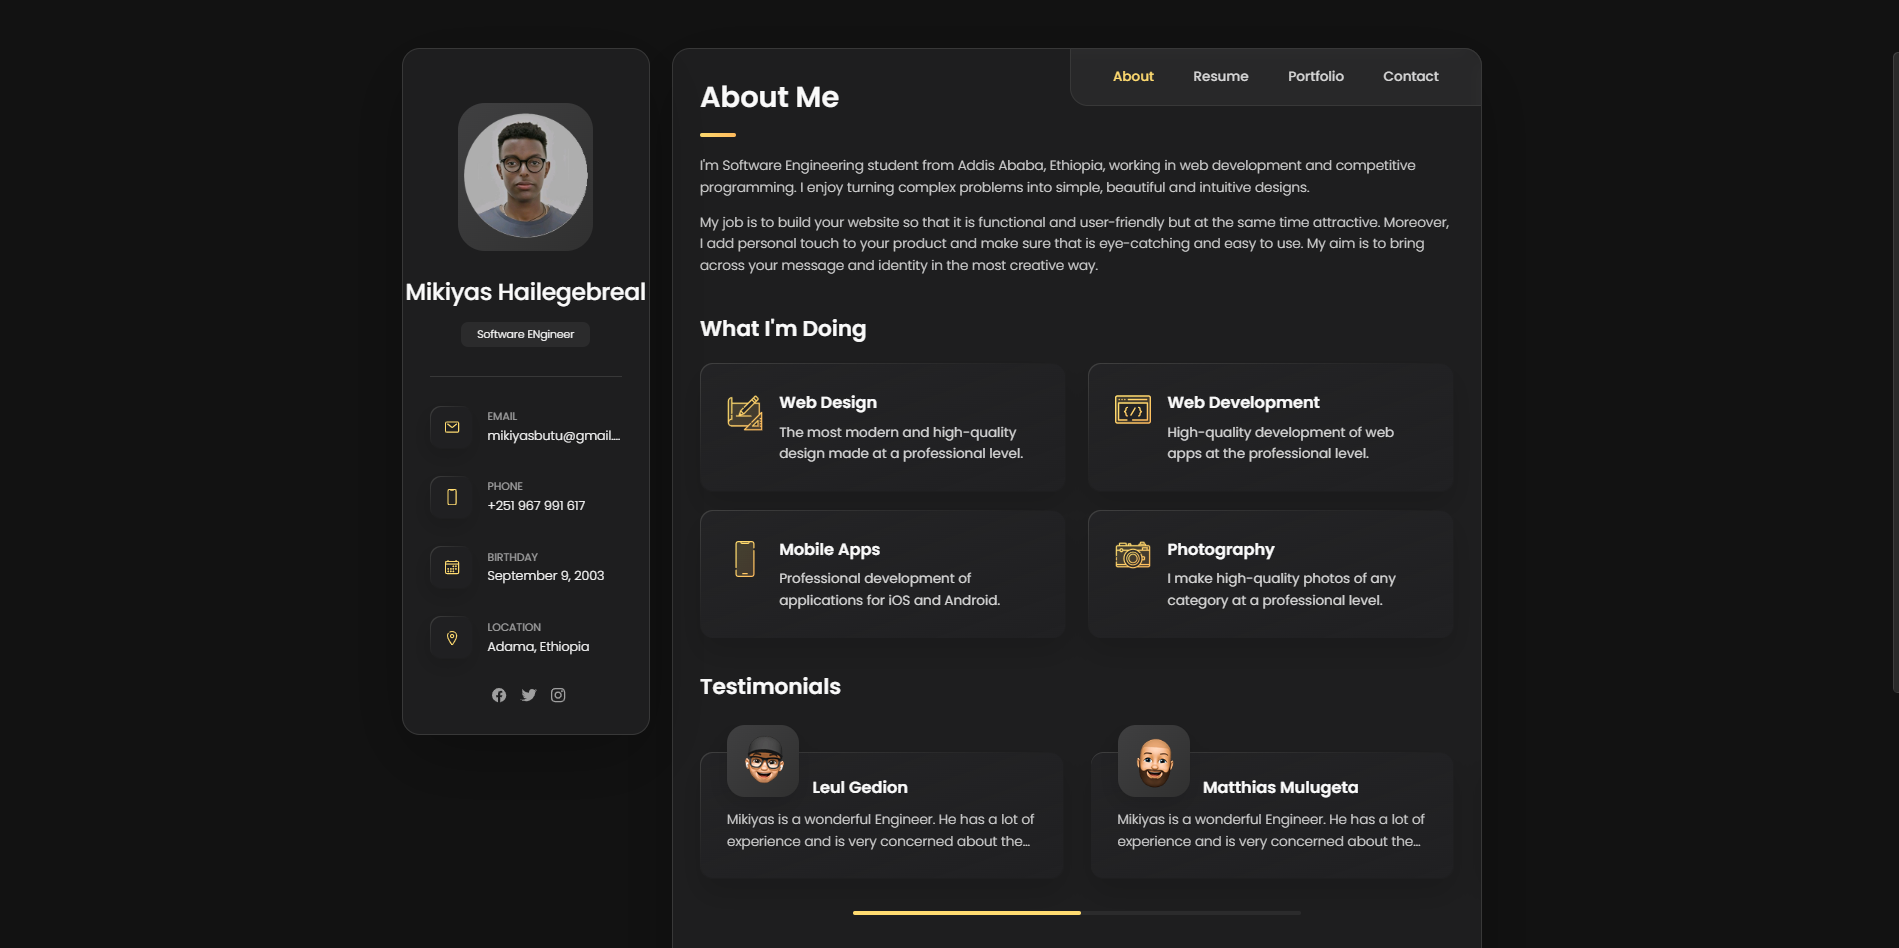 Mikiyas Hailegebreal
Software ENgineer
EMAIL
mikiyasbutu@gmail....
PHONE
+251 967 991 617
BIRTHDAY
September 9, 2003
LOCATION
Adama, Ethiopia
About Resume Portfolio Contact
About Me
I'm Software Engineering student from Addis Ababa, Ethiopia, working in web development and competitive
programming. I enjoy turning complex problems into simple, beautiful and intuitive designs.
My job is to build your website so that it is functional and user-friendly but at the same time attractive. Moreover,
I add personal touch to your product and make sure that is eye-catching and easy to use. My aim is to bring
across your message and identity in the most creative way.
What I'm Doing
Web Design
The most modern and high-quality
design made at a professional level.
Web Development
High-quality development of web
apps at the professional level.
Mobile Apps
Professional development of
applications for iOS and Android.
Photography
I make high-quality photos of any
category at a professional level.
Testimonials
Leul Gedion
Mikiyas is a wonderful Engineer. He has a lot of
experience and is very concerned about the...
Matthias Mulugeta
Mikiyas is a wonderful Engineer. He has a lot of
experience and is very concerned about the...